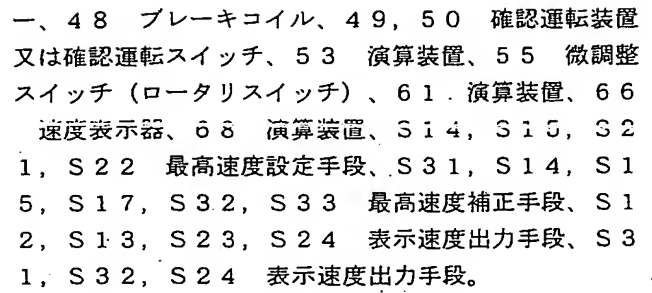 ー、４８　ブレーキコイル、４９，５０　確認運転装置
又は確認運転スイッチ、５３　演算装置、５５　微調整
スイッチ（ロータリスイッチ）、６１．演算装置、６６
　速度表示器、６８　演算装置、Ｓ１４，Ｓ１５，Ｓ２
１，Ｓ２２　最高速度設定手段、Ｓ３１，Ｓ１４，Ｓ１
５，Ｓ１７，Ｓ３２，Ｓ３３　最高速度補正手段、Ｓ１
２，Ｓ１３，Ｓ２３，Ｓ２４　表示速度出力手段、Ｓ３
１，Ｓ３２，Ｓ２４　表示速度出力手段。